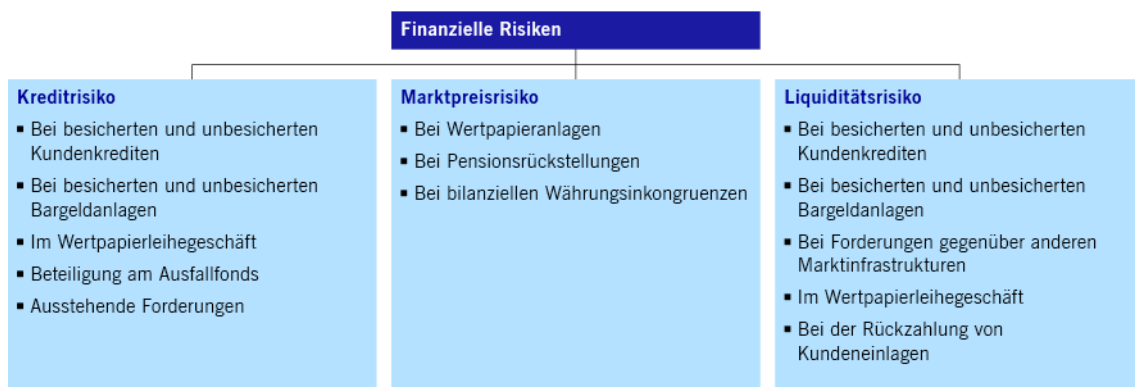 Finanzielle Risiken
Kreditrisiko
▪ Bei besicherten und unbesicherten
Kundenkrediten
▪ Bei besicherten und unbesicherten
Bargeldanlagen
▪ Im Wertpapierleihegeschäft
▪ Beteiligung am Ausfallfonds
▪ Ausstehende Forderungen
Marktpreisrisiko
▪ Bei Wertpapieranlagen
▪ Bei Pensionsrückstellungen
▪ Bei bilanziellen Währungsinkongruenzen
Liquiditätsrisiko
▪ Bei besicherten und unbesicherten
Kundenkrediten
▪ Bei besicherten und unbesicherten
Bargeldanlagen
▪ Bei Forderungen gegenüber anderen
Marktinfrastrukturen
▪ Im Wertpapierleihegeschäft
▪ Bei der Rückzahlung von
Kundeneinlagen